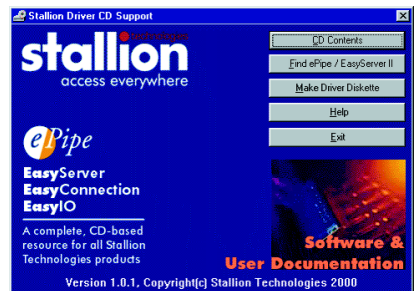 Stallion Driver CD Support
stallion
technologies
access everywhere
CD Contents
Find ePipe / EasyServer II
Make Driver Diskette
Help
Exit
ePipe
EasyServer
EasyConnection
EasyIO
A complete, CD-based
resource for all Stallion
Technologies products
Software &
User Documentation
Version 1.0.1, Copyright(c) Stallion Technologies 2000